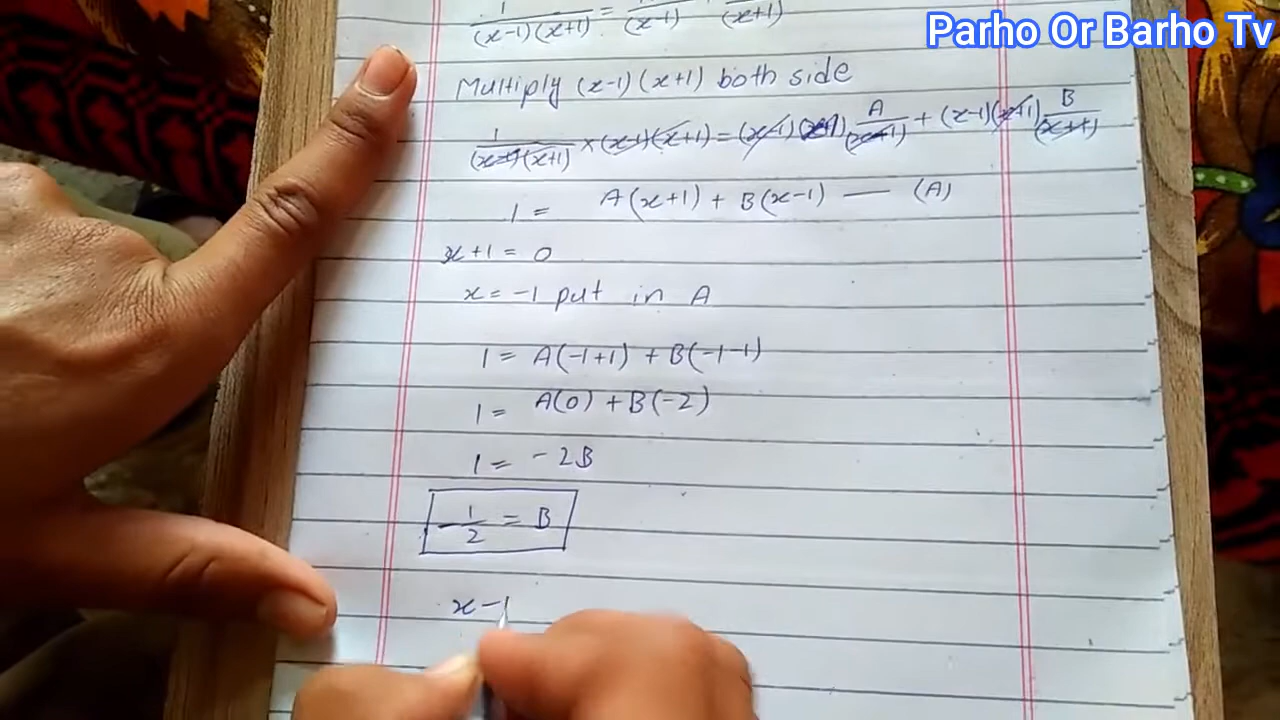 Parho Or Barho Tv
1/(x-1)(x+1) = /(x-1) /(x+1)
Multiply (x-1)(x+1) both side
1/(x-1)(x+1) × (x-1)(x+1) = (x-1)(x+1) A/(x-1) + (x-1)(x+1) B/(x+1)
1 = A(x+1) + B(x-1) — (A)
x+1 = 0
x = -1 put in A
1 = A(-1+1) + B(-1-1)
1 = A(0) + B(-2)
1 = -2B
-1/2 = B
x-1